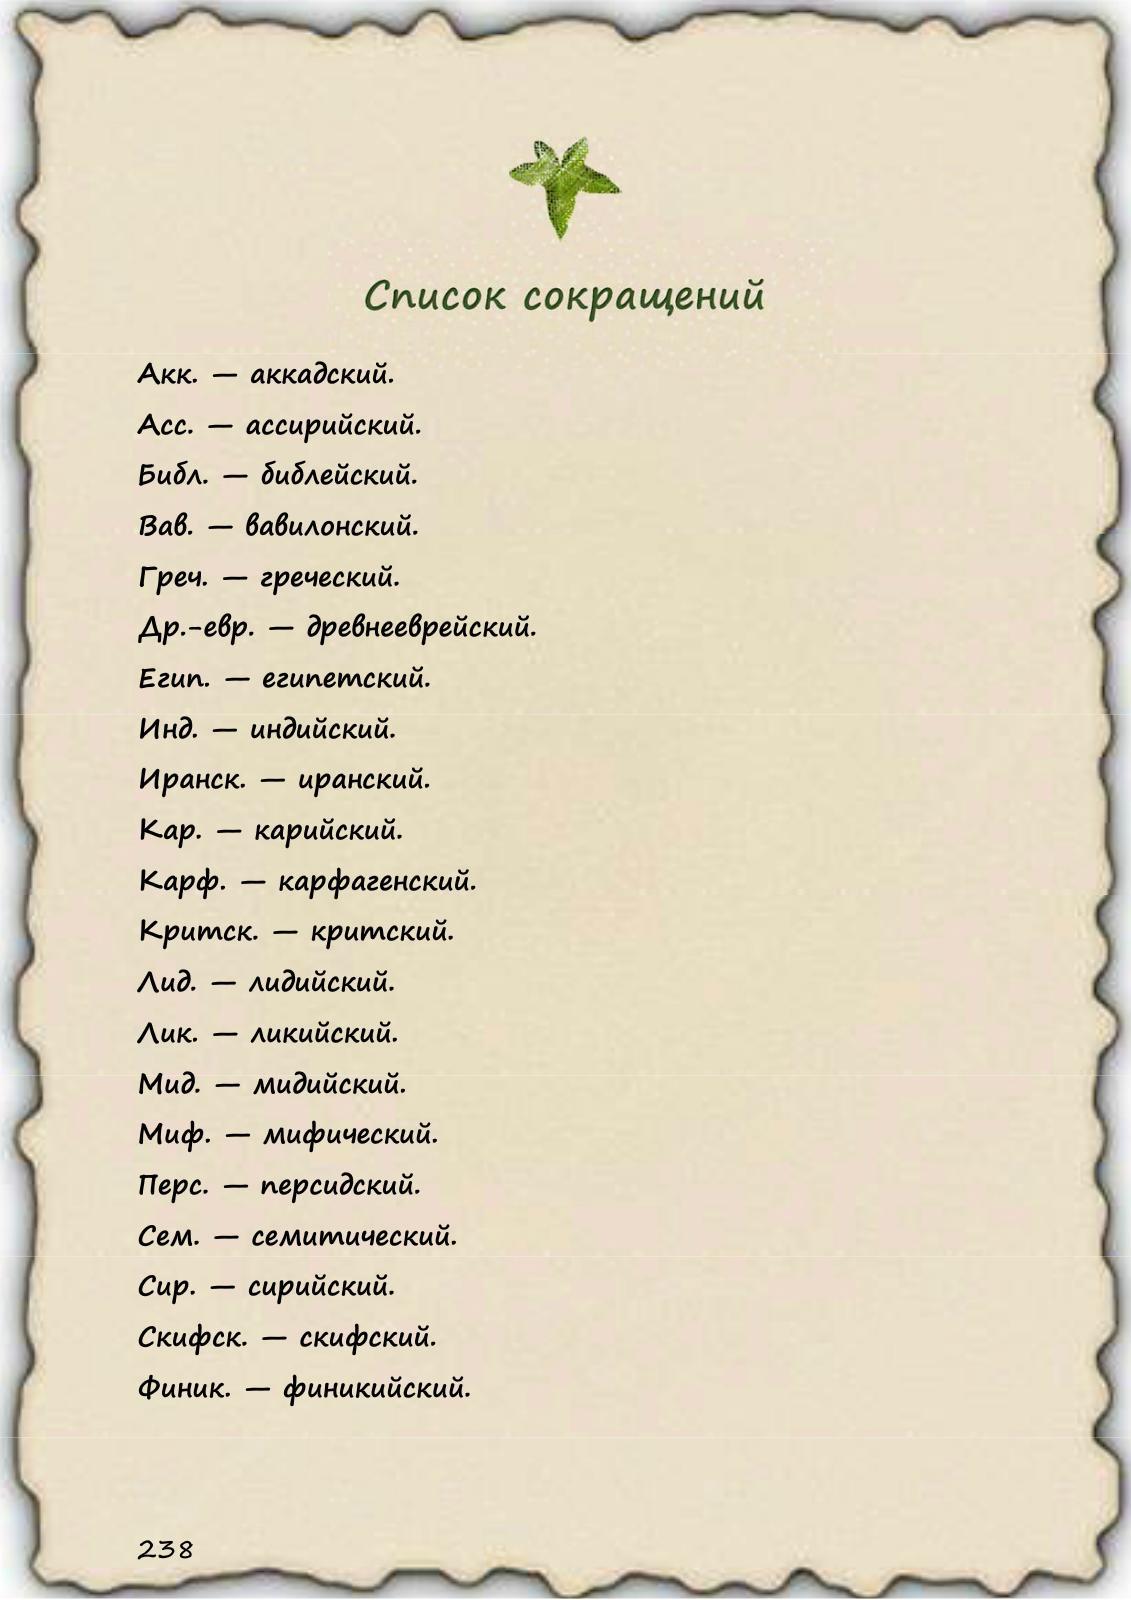 Список сокращений
Акк. — аккадский.
Асс. — ассирийский.
Библ. — библейский.
Вав. — вавилонский.
Греч. — греческий.
Др.-евр. — древнееврейский.
Егип. — египетский.
Инд. — индийский.
Иранск. — иранский.
Кар. — карийский.
Карф. — карфагенский.
Критск. — критский.
Лид. — лидийский.
Лик. — ликийский.
Мид. — мидийский.
Миф. — мифический.
Перс. — персидский.
Сем. — семитический.
Сир. — сирийский.
Скифск. — скифский.
Финик. — финикийский.
238